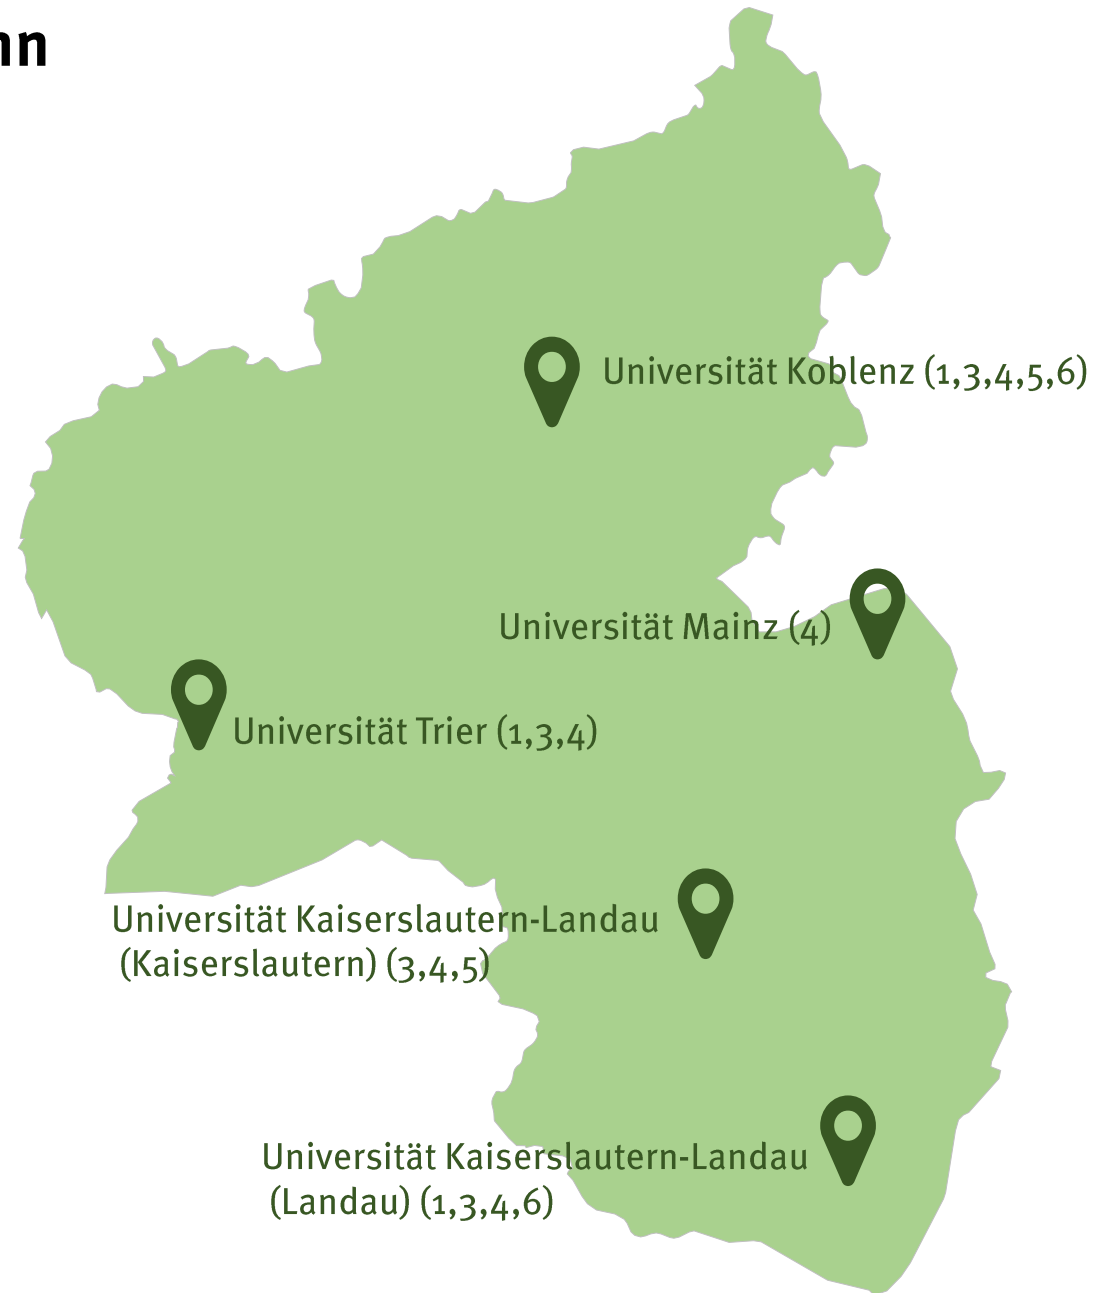 Universität Koblenz (1,3,4,5,6)
Universität Mainz (4)
Universität Trier (1,3,4)
Universität Kaiserslautern-Landau
(Kaiserslautern) (3,4,5)
Universität Kaiserslautern-Landau
(Landau) (1,3,4,6)